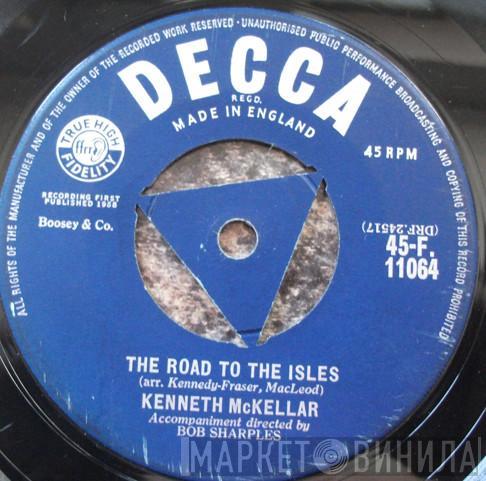 ALL RIGHTS OF THE MANUFACTURER AND OF THE OWNER OF THE RECORDED WORK RESERVED · UNAUTHORISED PUBLIC PERFORMANCE BROADCASTING AND COPYING OF THIS RECORD PROHIBITED
DECCA
REGD.
MADE IN ENGLAND
TRUE HIGH
ffrr
FIDELITY
45 RPM
RECORDING FIRST
PUBLISHED 1958
Boosey & Co.
(DRF.24517)
45-F.
11064
THE ROAD TO THE ISLES
(arr. Kennedy-Fraser, MacLeod)
KENNETH McKELLAR
Accompaniment directed by
BOB SHARPLES
МАРКЕТ ВИНИЛА